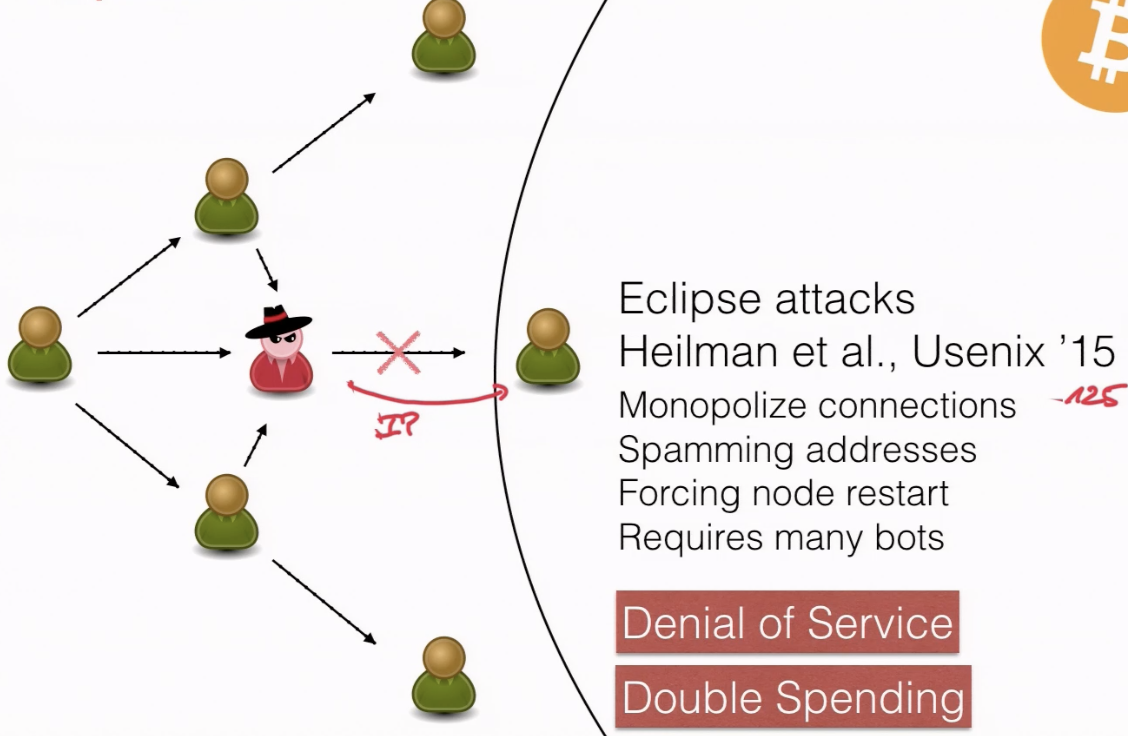 Eclipse attacks
Heilman et al., Usenix ’15
Monopolize connections -125
Spamming addresses
Forcing node restart
Requires many bots
IP
Denial of Service
Double Spending